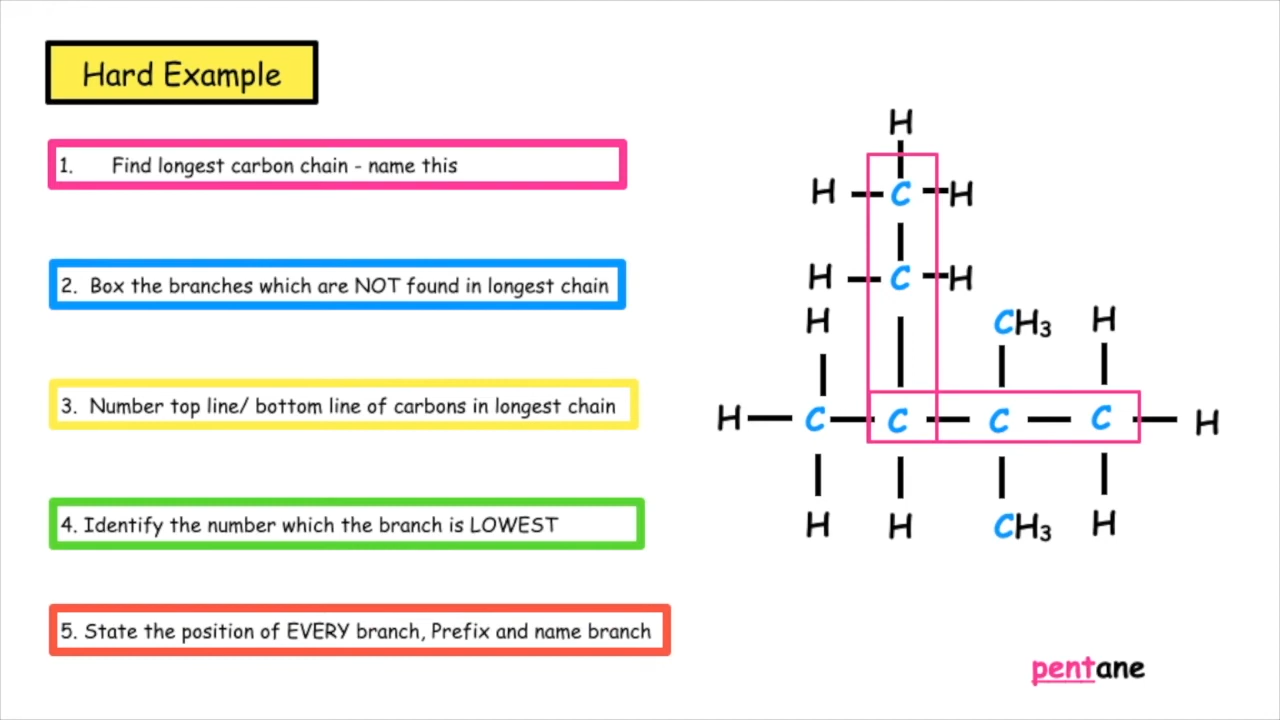 Hard Example
1. Find longest carbon chain - name this
2. Box the branches which are NOT found in longest chain
3. Number top line/ bottom line of carbons in longest chain
4. Identify the number which the branch is LOWEST
5. State the position of EVERY branch, Prefix and name branch
H
H C H
H C H
H CH₃ H
H C C C C H
H H CH₃ H
pentane